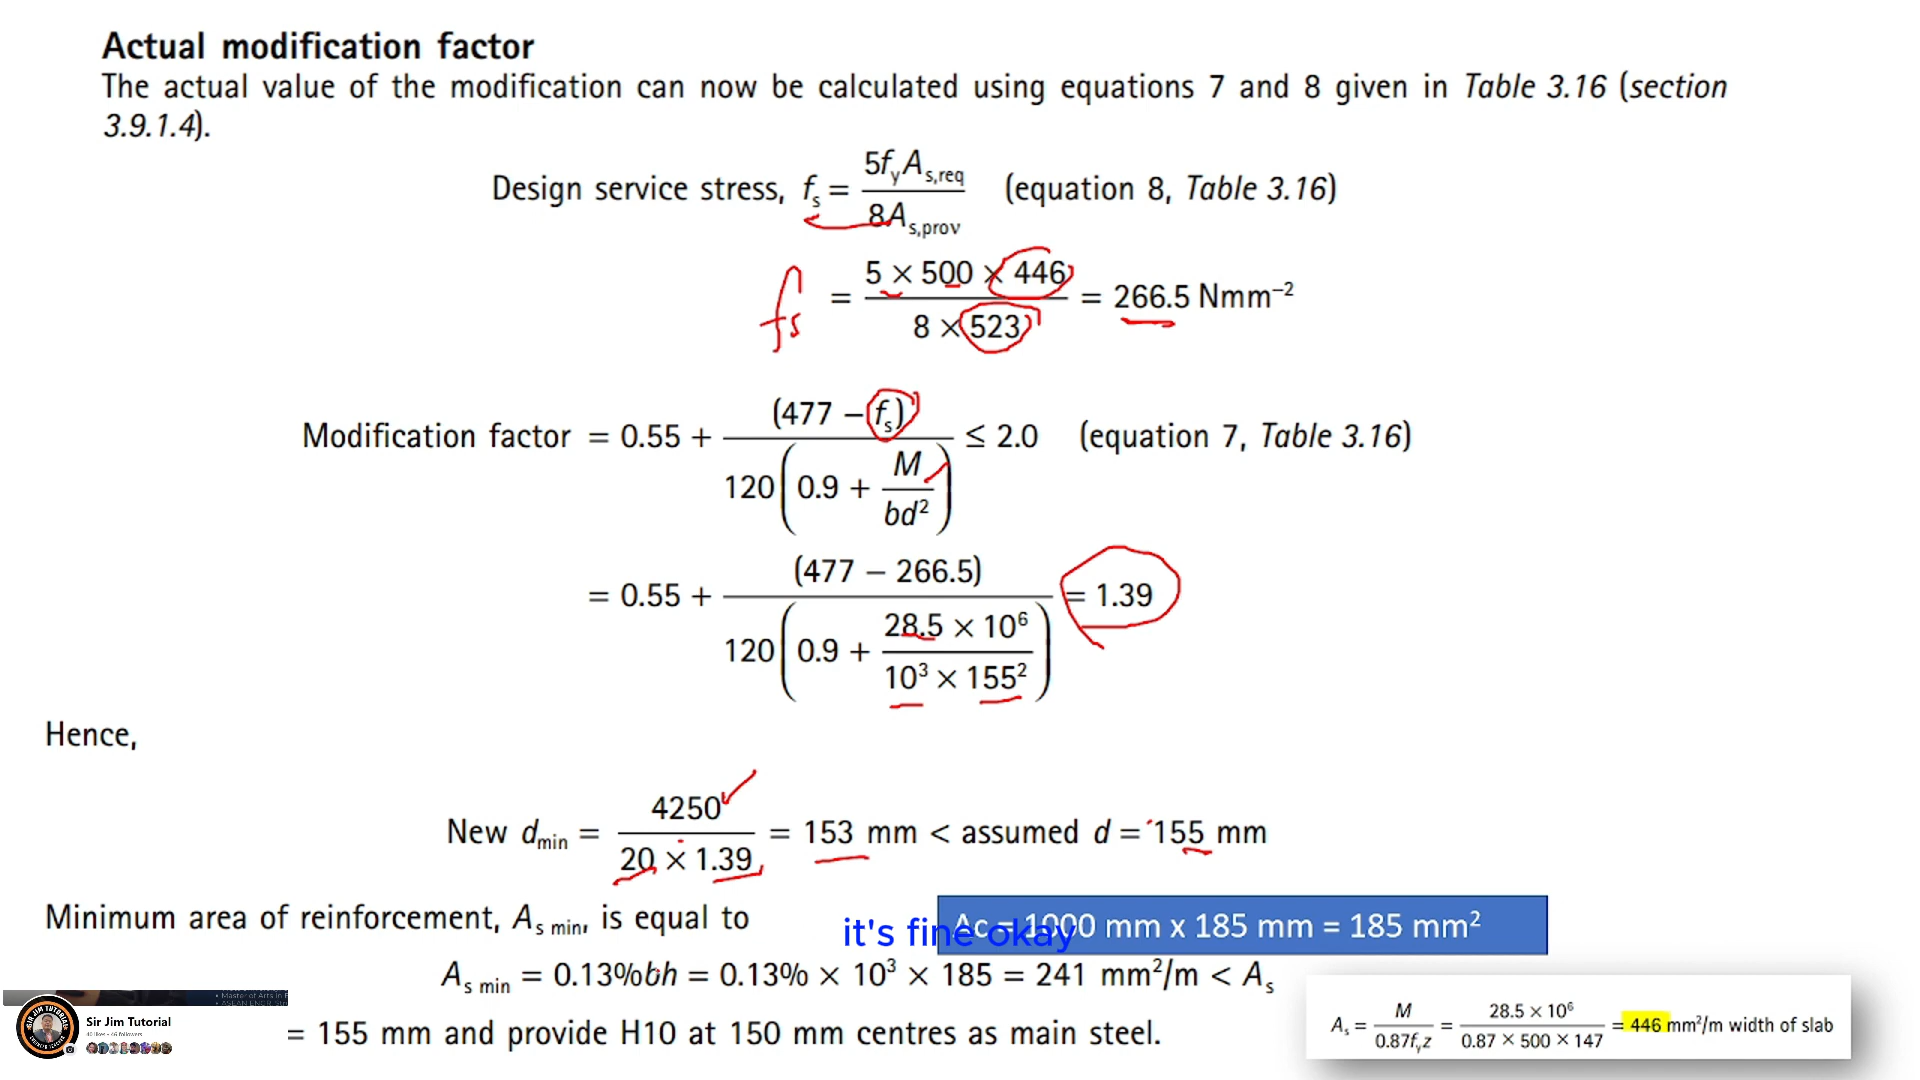 Actual modification factor
The actual value of the modification can now be calculated using equations 7 and 8 given in Table 3.16 (section
3.9.1.4).
Design service stress, fs = 5fyAs,req / 8As,prov (equation 8, Table 3.16)
fs = 5 × 500 × 446 / 8 × 523 = 266.5 Nmm⁻²
Modification factor = 0.55 + (477 − fs) / 120(0.9 + M/bd²) ≤ 2.0 (equation 7, Table 3.16)
= 0.55 + (477 − 266.5) / 120(0.9 + 28.5 × 10⁶ / 10³ × 155²) = 1.39
Hence,
New dmin = 4250 / 20 × 1.39 = 153 mm < assumed d = 155 mm
Minimum area of reinforcement, As min, is equal to
Ac = 1000 mm x 185 mm = 185 mm²
it's fine okay
As min = 0.13%bh = 0.13% × 10³ × 185 = 241 mm²/m < As
Sir Jim Tutorial
= 155 mm and provide H10 at 150 mm centres as main steel.
As = M / 0.87fyz = 28.5 × 10⁶ / 0.87 × 500 × 147 = 446 mm²/m width of slab